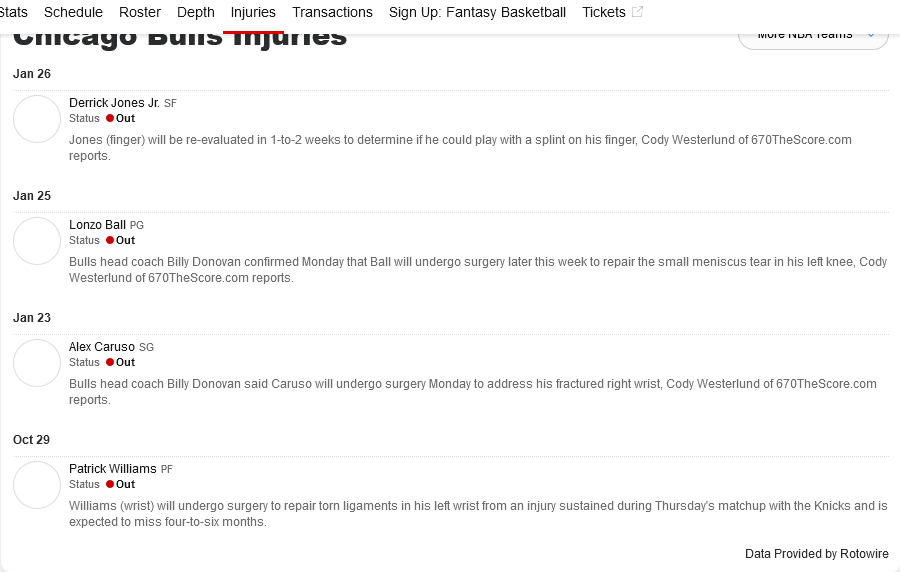 Stats Schedule Roster Depth Injuries Transactions Sign Up: Fantasy Basketball Tickets
Chicago Bulls Injuries
More NBA Teams
Jan 26
Derrick Jones Jr. SF
Status Out
Jones (finger) will be re-evaluated in 1-to-2 weeks to determine if he could play with a splint on his finger, Cody Westerlund of 670TheScore.com
reports.
Jan 25
Lonzo Ball PG
Status Out
Bulls head coach Billy Donovan confirmed Monday that Ball will undergo surgery later this week to repair the small meniscus tear in his left knee, Cody
Westerlund of 670TheScore.com reports.
Jan 23
Alex Caruso SG
Status Out
Bulls head coach Billy Donovan said Caruso will undergo surgery Monday to address his fractured right wrist, Cody Westerlund of 670TheScore.com
reports.
Oct 29
Patrick Williams PF
Status Out
Williams (wrist) will undergo surgery to repair torn ligaments in his left wrist from an injury sustained during Thursday's matchup with the Knicks and is
expected to miss four-to-six months.
Data Provided by Rotowire